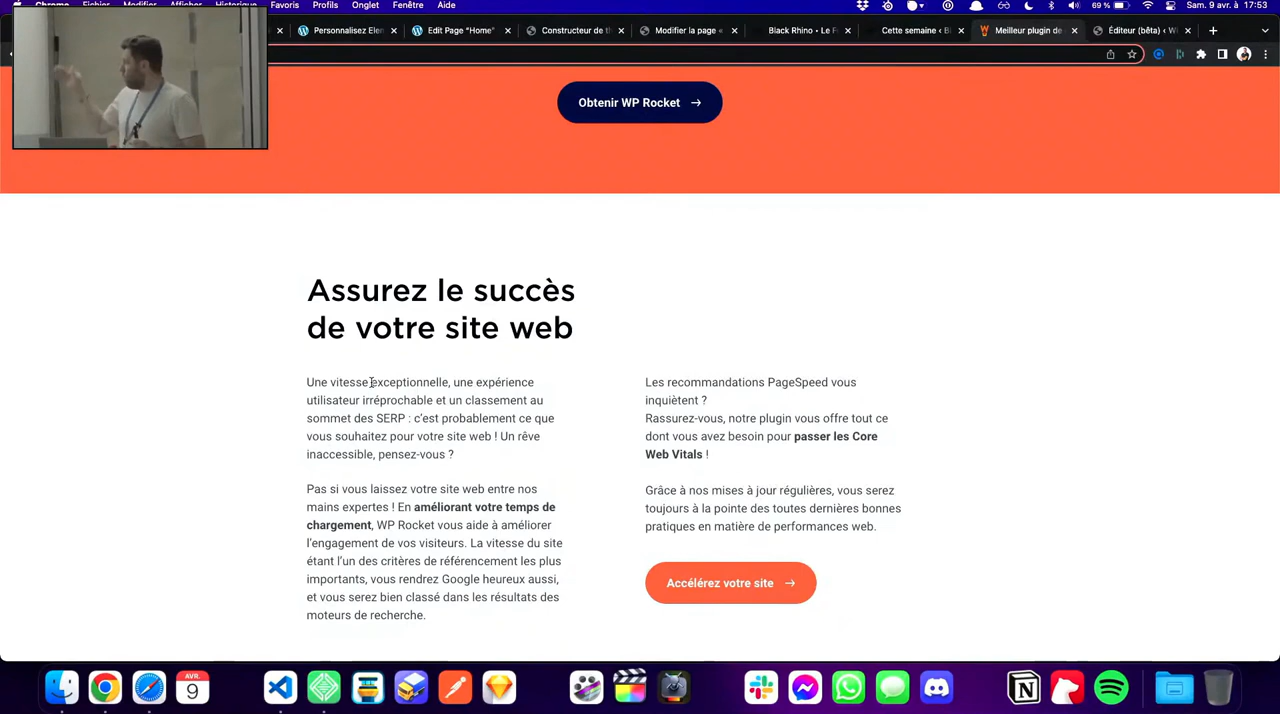 Chrome Fichier Modifier Afficher Historique Favoris Profils Onglet Fenêtre Aide
69 % Sam. 9 avr. à 17:53
Personnalisez Elen
Edit Page "Home"
Constructeur de th
Modifier la page «
Black Rhino • Le F
Cette semaine ‹ B
Meilleur plugin de
Éditeur (bêta) ‹ W
Obtenir WP Rocket →
Assurez le succès
de votre site web
Une vitesse exceptionnelle, une expérience
utilisateur irréprochable et un classement au
sommet des SERP : c'est probablement ce que
vous souhaitez pour votre site web ! Un rêve
inaccessible, pensez-vous ?
Pas si vous laissez votre site web entre nos
mains expertes ! En améliorant votre temps de
chargement, WP Rocket vous aide à améliorer
l'engagement de vos visiteurs. La vitesse du site
étant l'un des critères de référencement les plus
importants, vous rendrez Google heureux aussi,
et vous serez bien classé dans les résultats des
moteurs de recherche.
Les recommandations PageSpeed vous
inquiètent ?
Rassurez-vous, notre plugin vous offre tout ce
dont vous avez besoin pour passer les Core
Web Vitals !
Grâce à nos mises à jour régulières, vous serez
toujours à la pointe des toutes dernières bonnes
pratiques en matière de performances web.
Accélérez votre site →
AVR.
9